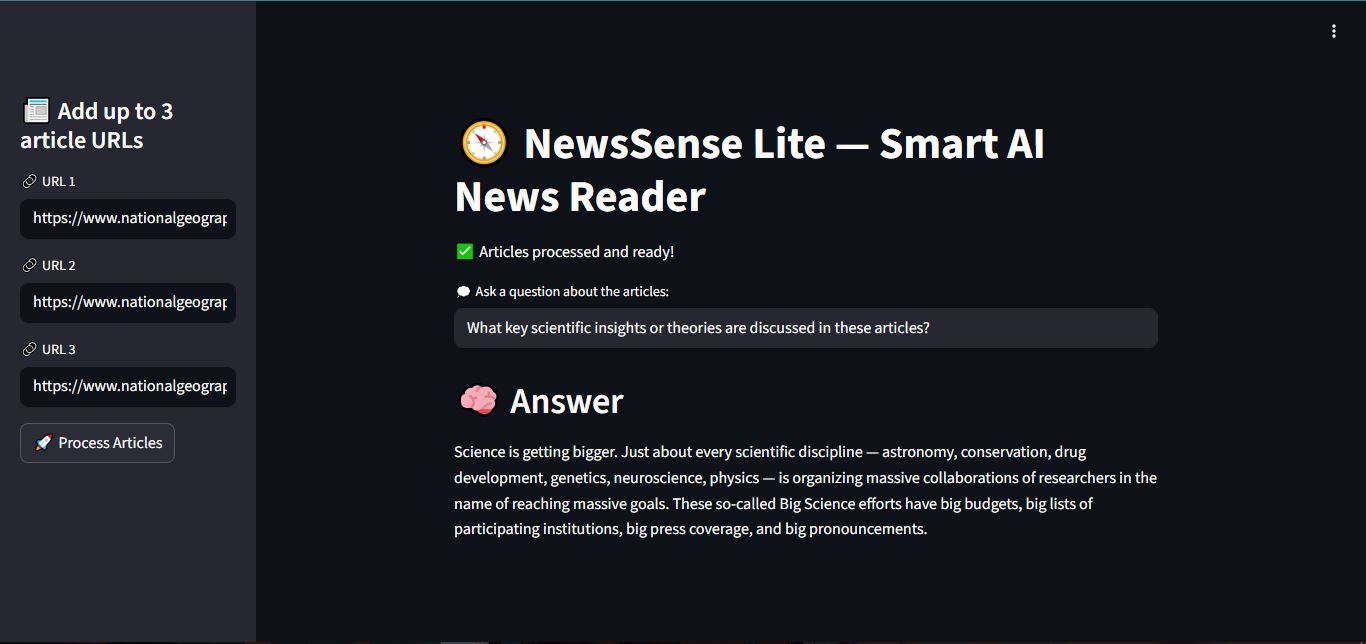 Add up to 3
article URLs
URL 1
https://www.nationalgeograp
URL 2
https://www.nationalgeograp
URL 3
https://www.nationalgeograp
Process Articles
NewsSense Lite — Smart AI
News Reader
Articles processed and ready!
Ask a question about the articles:
What key scientific insights or theories are discussed in these articles?
Answer
Science is getting bigger. Just about every scientific discipline — astronomy, conservation, drug
development, genetics, neuroscience, physics — is organizing massive collaborations of researchers in the
name of reaching massive goals. These so-called Big Science efforts have big budgets, big lists of
participating institutions, big press coverage, and big pronouncements.